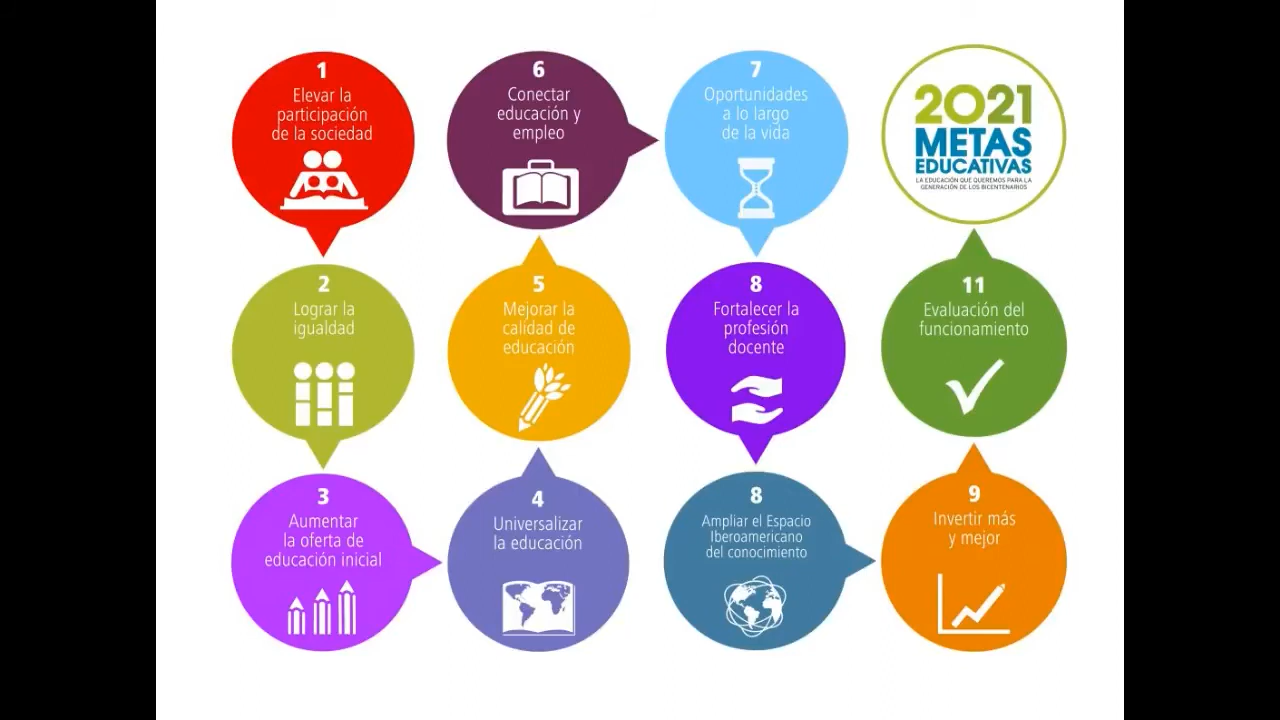 1
Elevar la
participación
de la sociedad
2
Lograr la
igualdad
3
Aumentar
la oferta de
educación inicial
4
Universalizar
la educación
5
Mejorar la
calidad de
educación
6
Conectar
educación y
empleo
7
Oportunidades
a lo largo
de la vida
8
Fortalecer la
profesión
docente
8
Ampliar el Espacio
Iberoamericano
del conocimiento
9
Invertir más
y mejor
11
Evaluación del
funcionamiento
2021
METAS
EDUCATIVAS
LA EDUCACIÓN QUE QUEREMOS PARA LA
GENERACIÓN DE LOS BICENTENARIOS